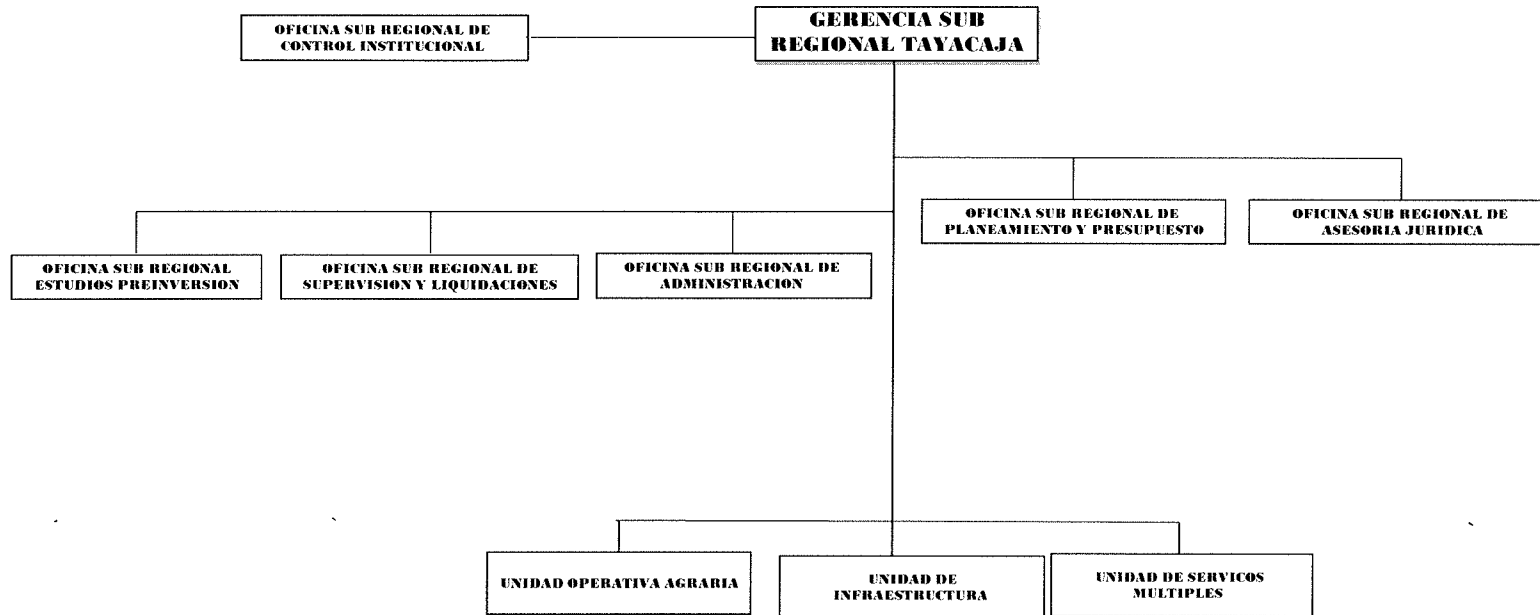 OFICINA SUB REGIONAL DE
CONTROL INSTITUCIONAL
GERENCIA SUB
REGIONAL TAYACAJA
OFICINA SUB REGIONAL DE
PLANEAMIENTO Y PRESUPUESTO
OFICINA SUB REGIONAL DE
ASESORIA JURIDICA
OFICINA SUB REGIONAL
ESTUDIOS PREINVERSION
OFICINA SUB REGIONAL DE
SUPERVISION Y LIQUIDACIONES
OFICINA SUB REGIONAL DE
ADMINISTRACION
UNIDAD OPERATIVA AGRARIA
UNIDAD DE
INFRAESTRUCTURA
UNIDAD DE SERVICOS
MULTIPLES